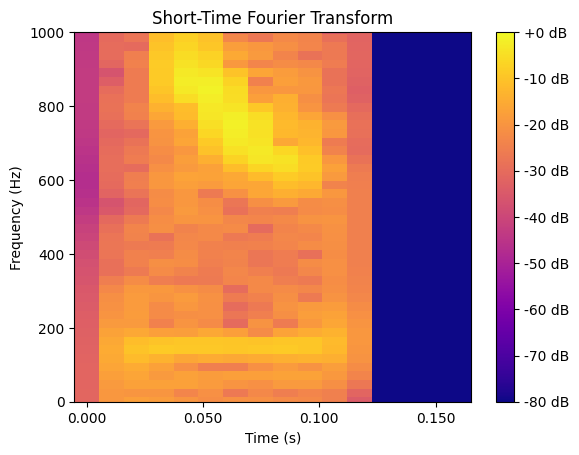 Short-Time Fourier Transform
Frequency (Hz)
1000
800
600
400
200
0
0.000
0.050
0.100
0.150
Time (s)
+0 dB
-10 dB
-20 dB
-30 dB
-40 dB
-50 dB
-60 dB
-70 dB
-80 dB